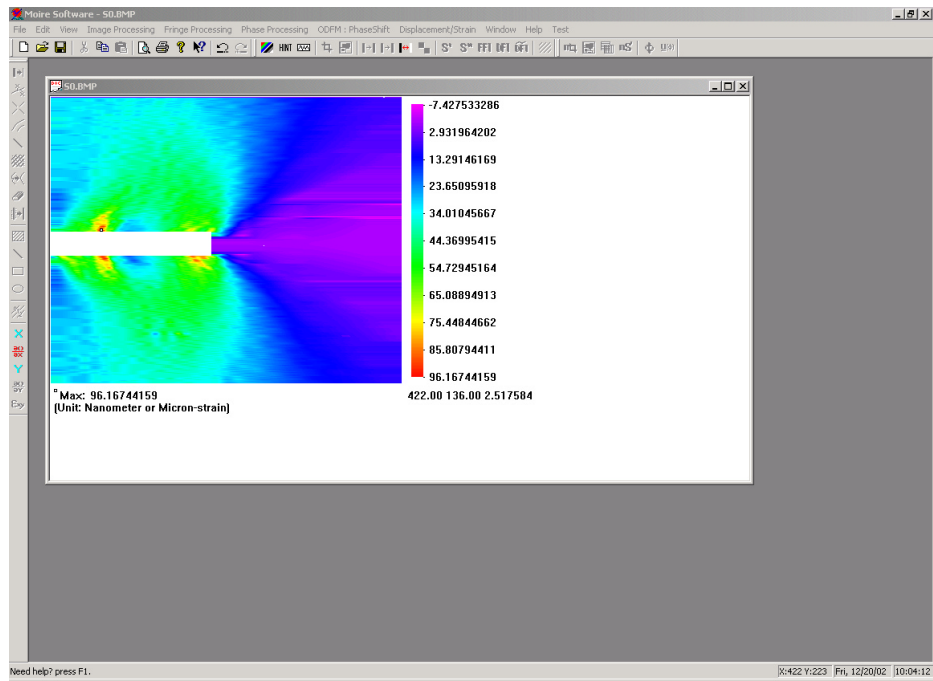 Moire Software - S0.BMP
File Edit View Image Processing Fringe Processing Phase Processing ODFM : PhaseShift Displacement/Strain Window Help Test
HNT S' S" FFI
S0.BMP
-7.427533286
2.931964202
13.29146169
23.65095918
34.01045667
44.36995415
54.72945164
65.08894913
75.44844662
85.80794411
96.16744159
Max: 96.16744159
422.00 136.00 2.517584
(Unit: Nanometer or Micron-strain)
X
Y
Need help? press F1.
X:422 Y:223 Fri, 12/20/02 10:04:12